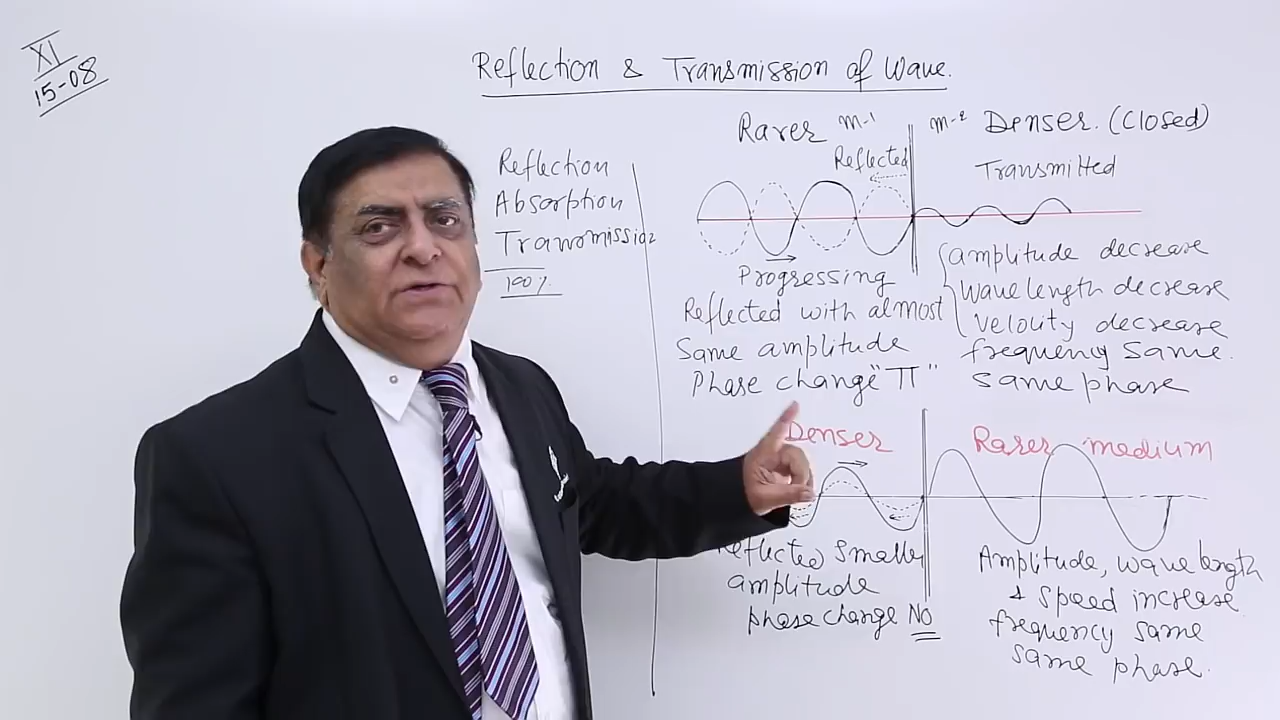 XI
15-08
Reflection & Transmission of Wave.
Reflection
Absorption
Transmission
100%
Rarer m-1
m-2 Denser. (Closed)
Reflected
Transmitted
Progressing
Reflected with almost
Same amplitude
Phase change "π"
amplitude decrease
wavelength decrease
velocity decrease
frequency same.
same phase
Denser
Rarer medium
Reflected smaller
amplitude
phase change NO
Amplitude, wavelength
& speed increase
frequency same
same phase.